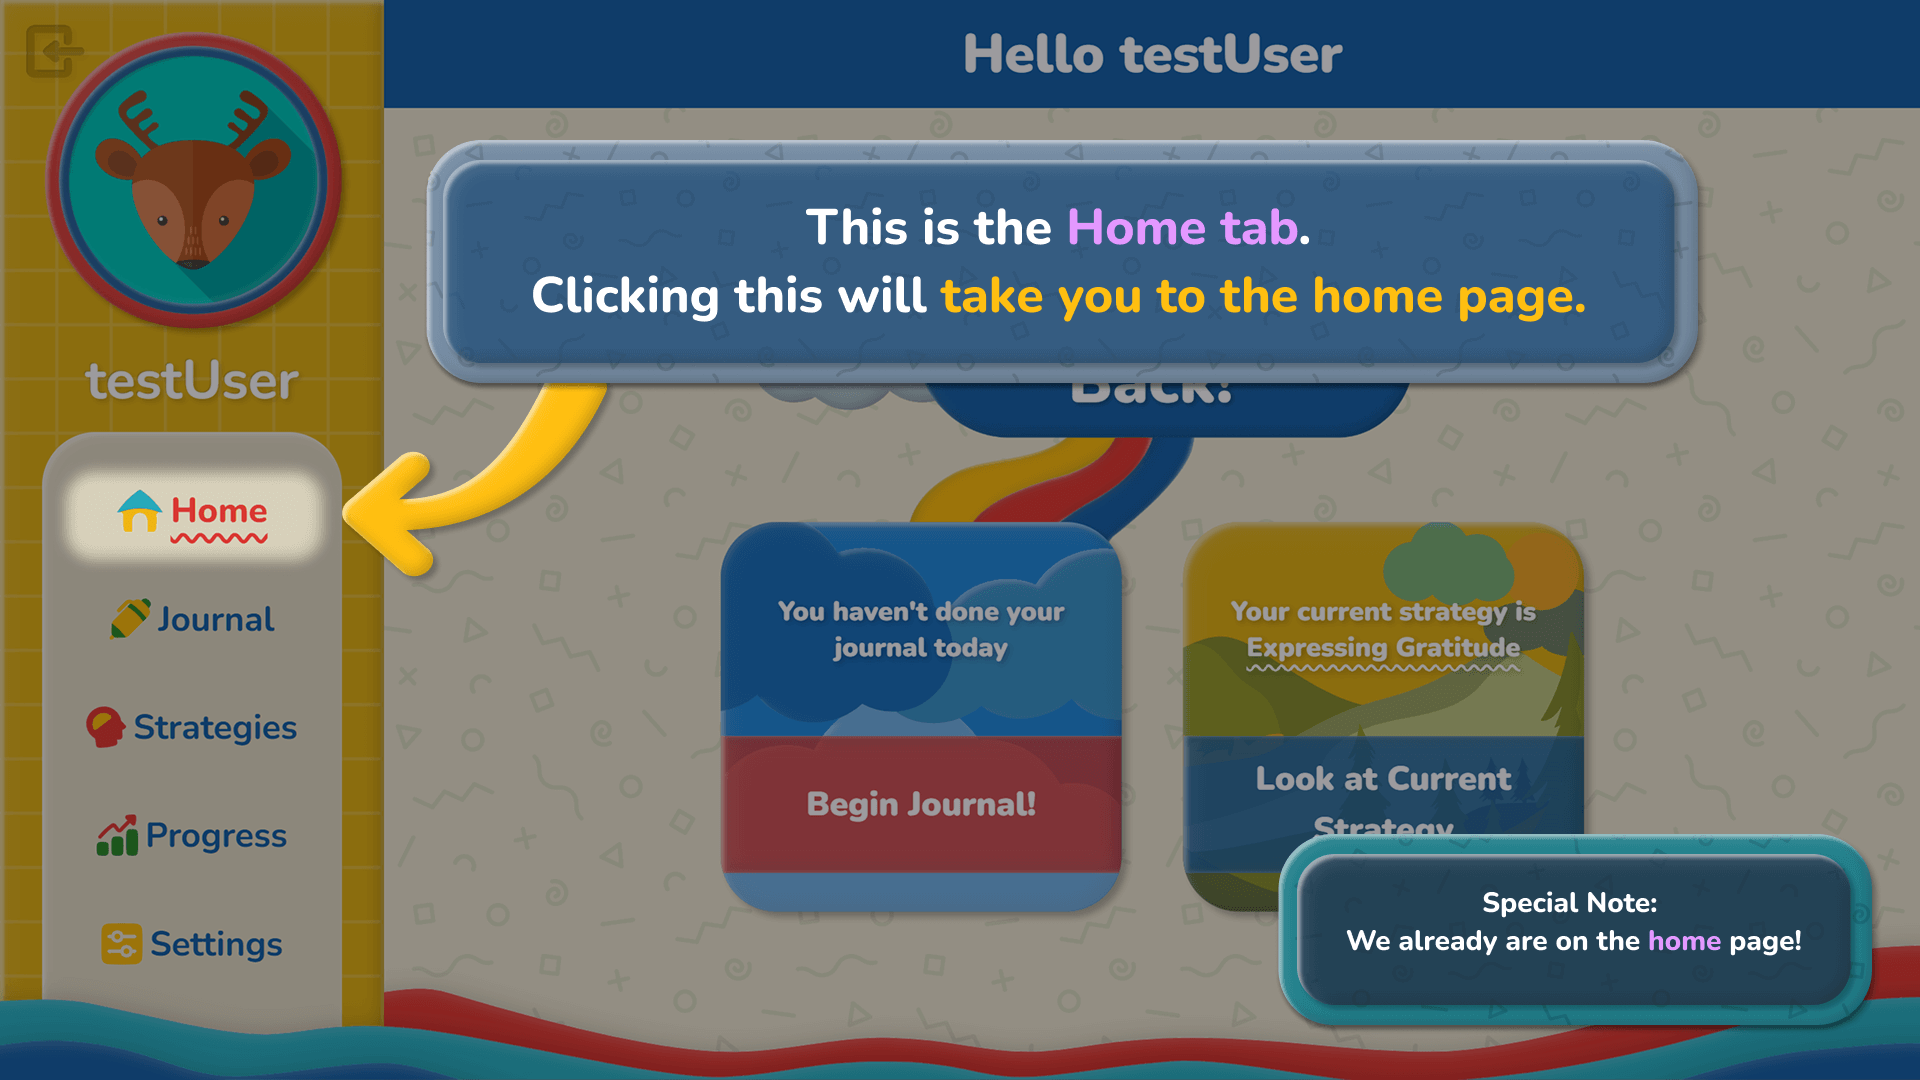 Hello testUser
This is the Home tab.
Clicking this will take you to the home page.
Back!
testUser
Home
Journal
Strategies
Progress
Settings
You haven't done your
journal today
Begin Journal!
Your current strategy is
Expressing Gratitude
Look at Current
Strategy
Special Note:
We already are on the home page!